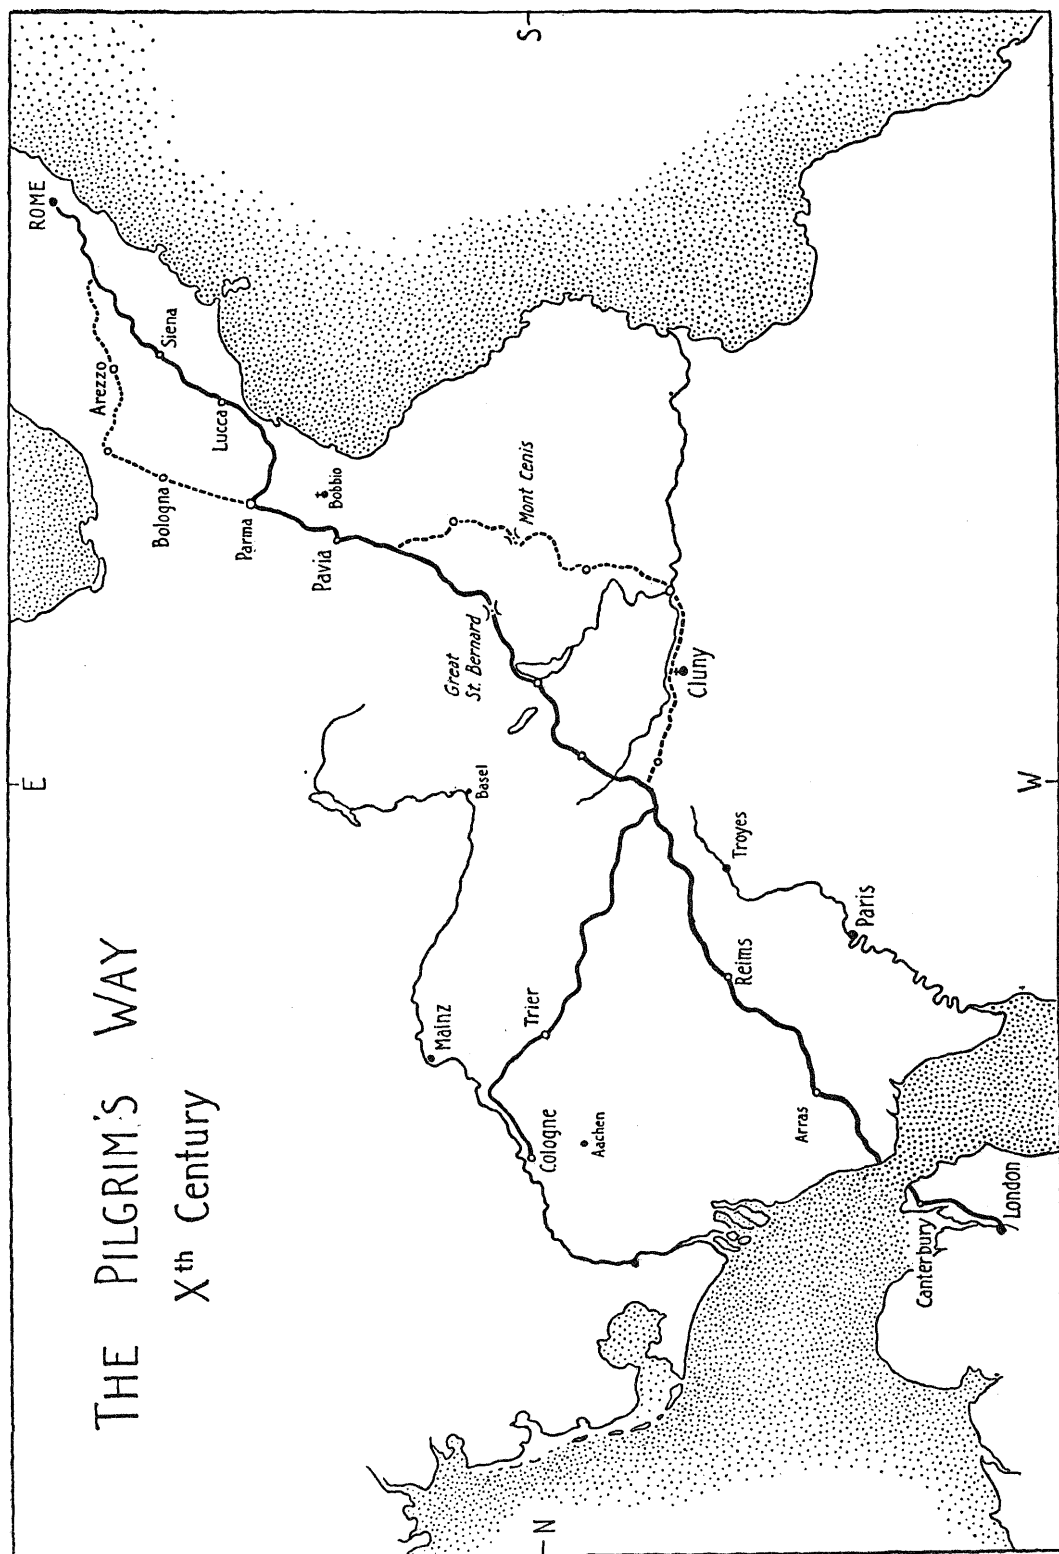 THE PILGRIM'S WAY
Xth Century
N
E
S
W
ROME
Siena
Arezzo
Lucca
Bologna
Parma
Bobbio
Pavia
Mont Cenis
Great
St. Bernard
Cluny
Basel
Troyes
Paris
Reims
Trier
Mainz
Arras
Cologne
Aachen
Canterbury
London